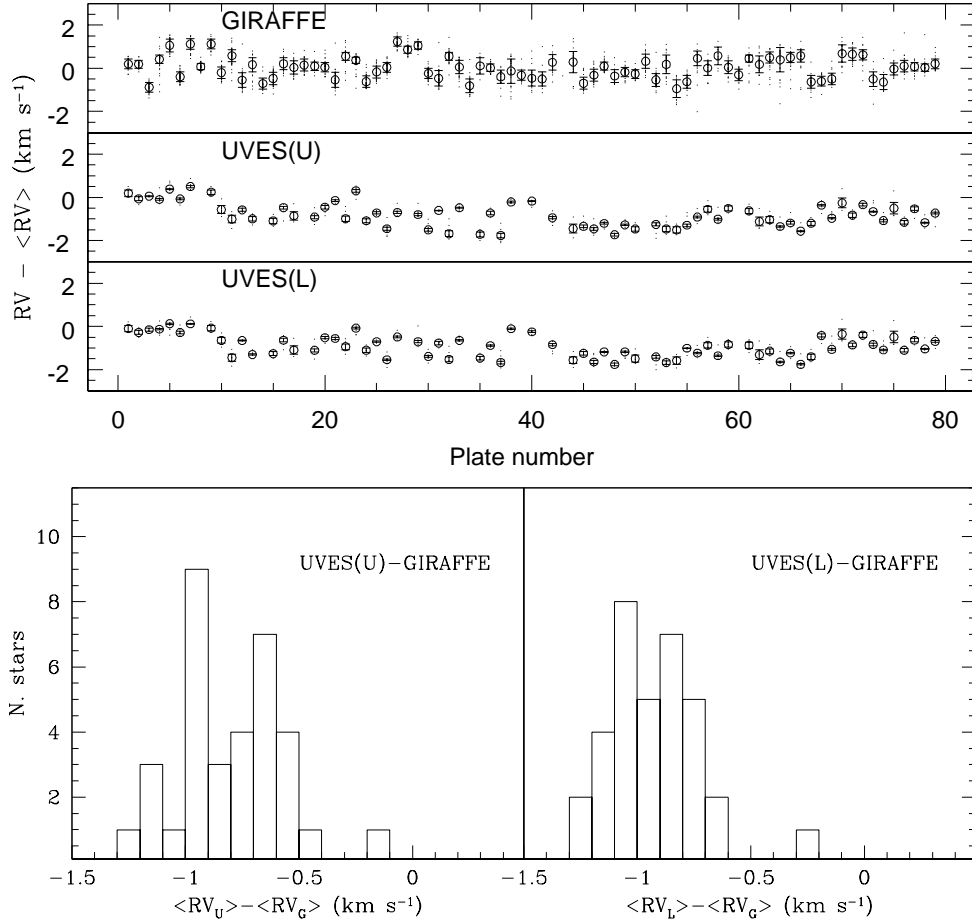 GIRAFFE
2
0
-2
UVES(U)
2
0
-2
UVES(L)
2
0
-2
RV − <RV> (km s⁻¹)
0 20 40 60 80
Plate number
UVES(U)−GIRAFFE
UVES(L)−GIRAFFE
10
8
6
4
2
N. stars
−1.5 −1 −0.5 0 −1.5 −1 −0.5 0
<RV_U>−<RV_G> (km s⁻¹)
<RV_L>−<RV_G> (km s⁻¹)